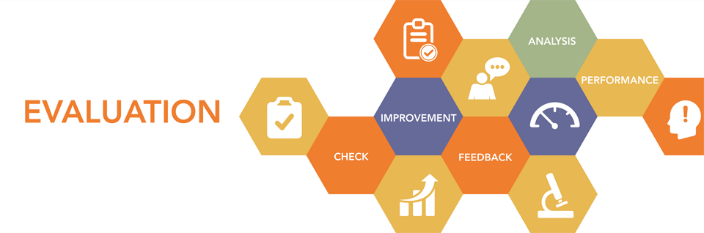 EVALUATION
ANALYSIS
PERFORMANCE
IMPROVEMENT
CHECK
FEEDBACK